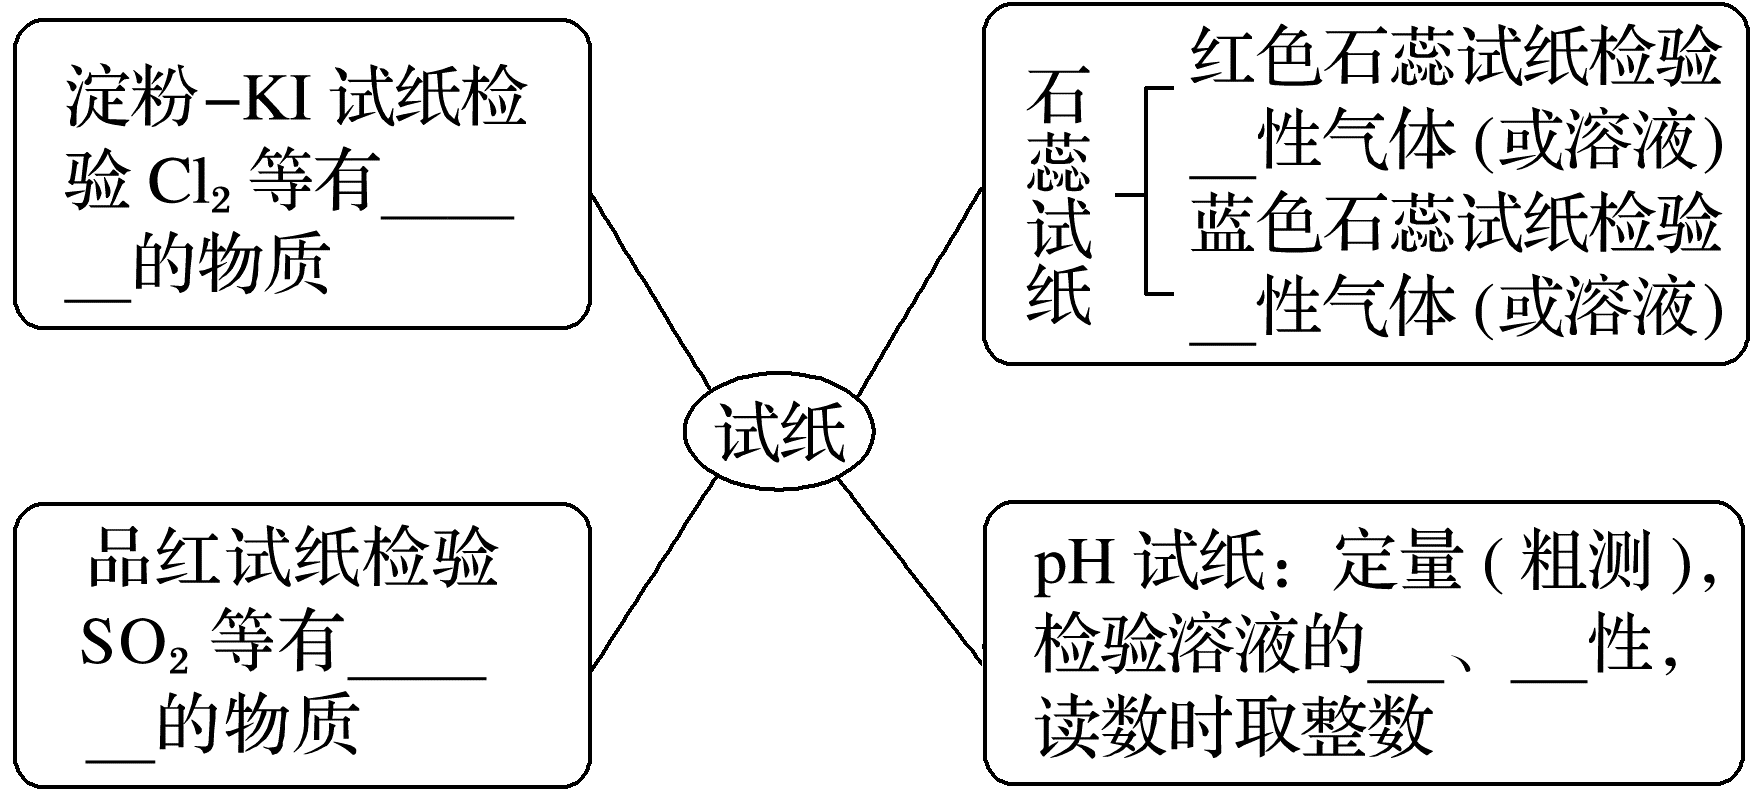 淀粉-KI 试纸检
验 Cl₂ 等有____
__的物质
石蕊试纸
红色石蕊试纸检验
__性气体(或溶液)
蓝色石蕊试纸检验
__性气体(或溶液)
试纸
品红试纸检验
SO₂ 等有____
__的物质
pH 试纸：定量(粗测),
检验溶液的__、__性,
读数时取整数